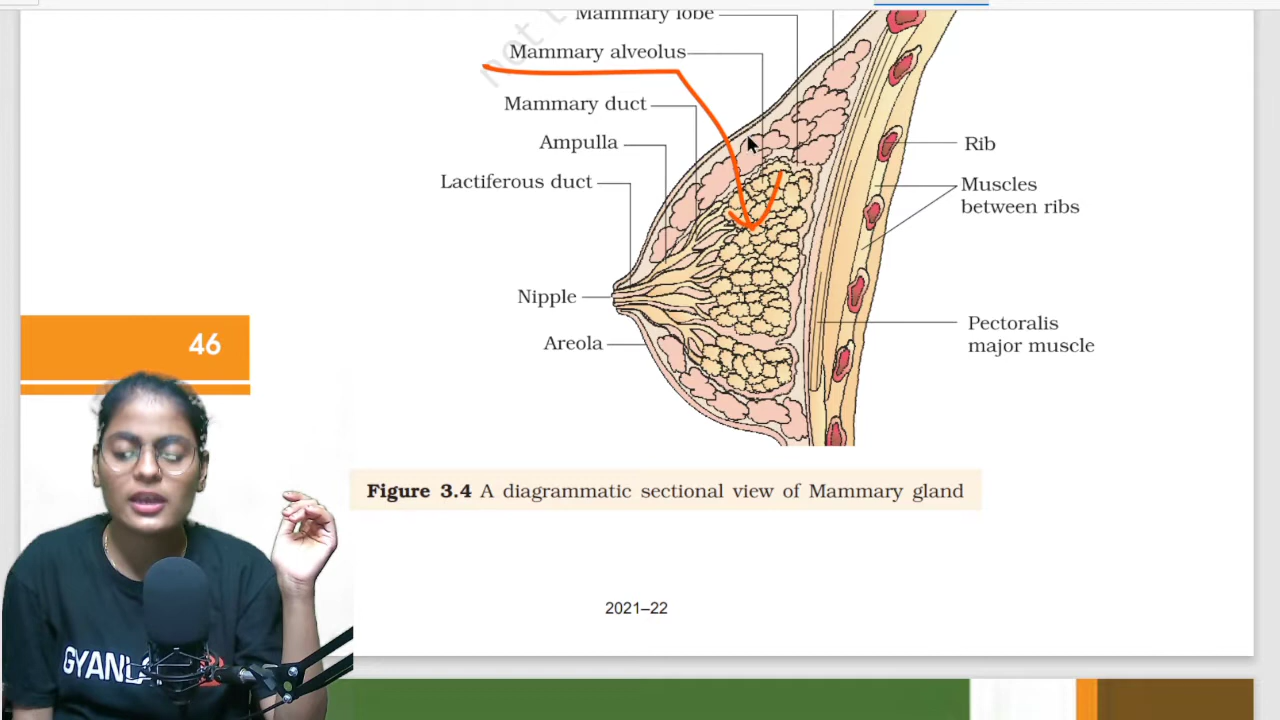 Mammary lobe
Mammary alveolus
Mammary duct
Ampulla
Lactiferous duct
Nipple
Areola
Rib
Muscles
between ribs
Pectoralis
major muscle
46
Figure 3.4 A diagrammatic sectional view of Mammary gland
2021–22
not t